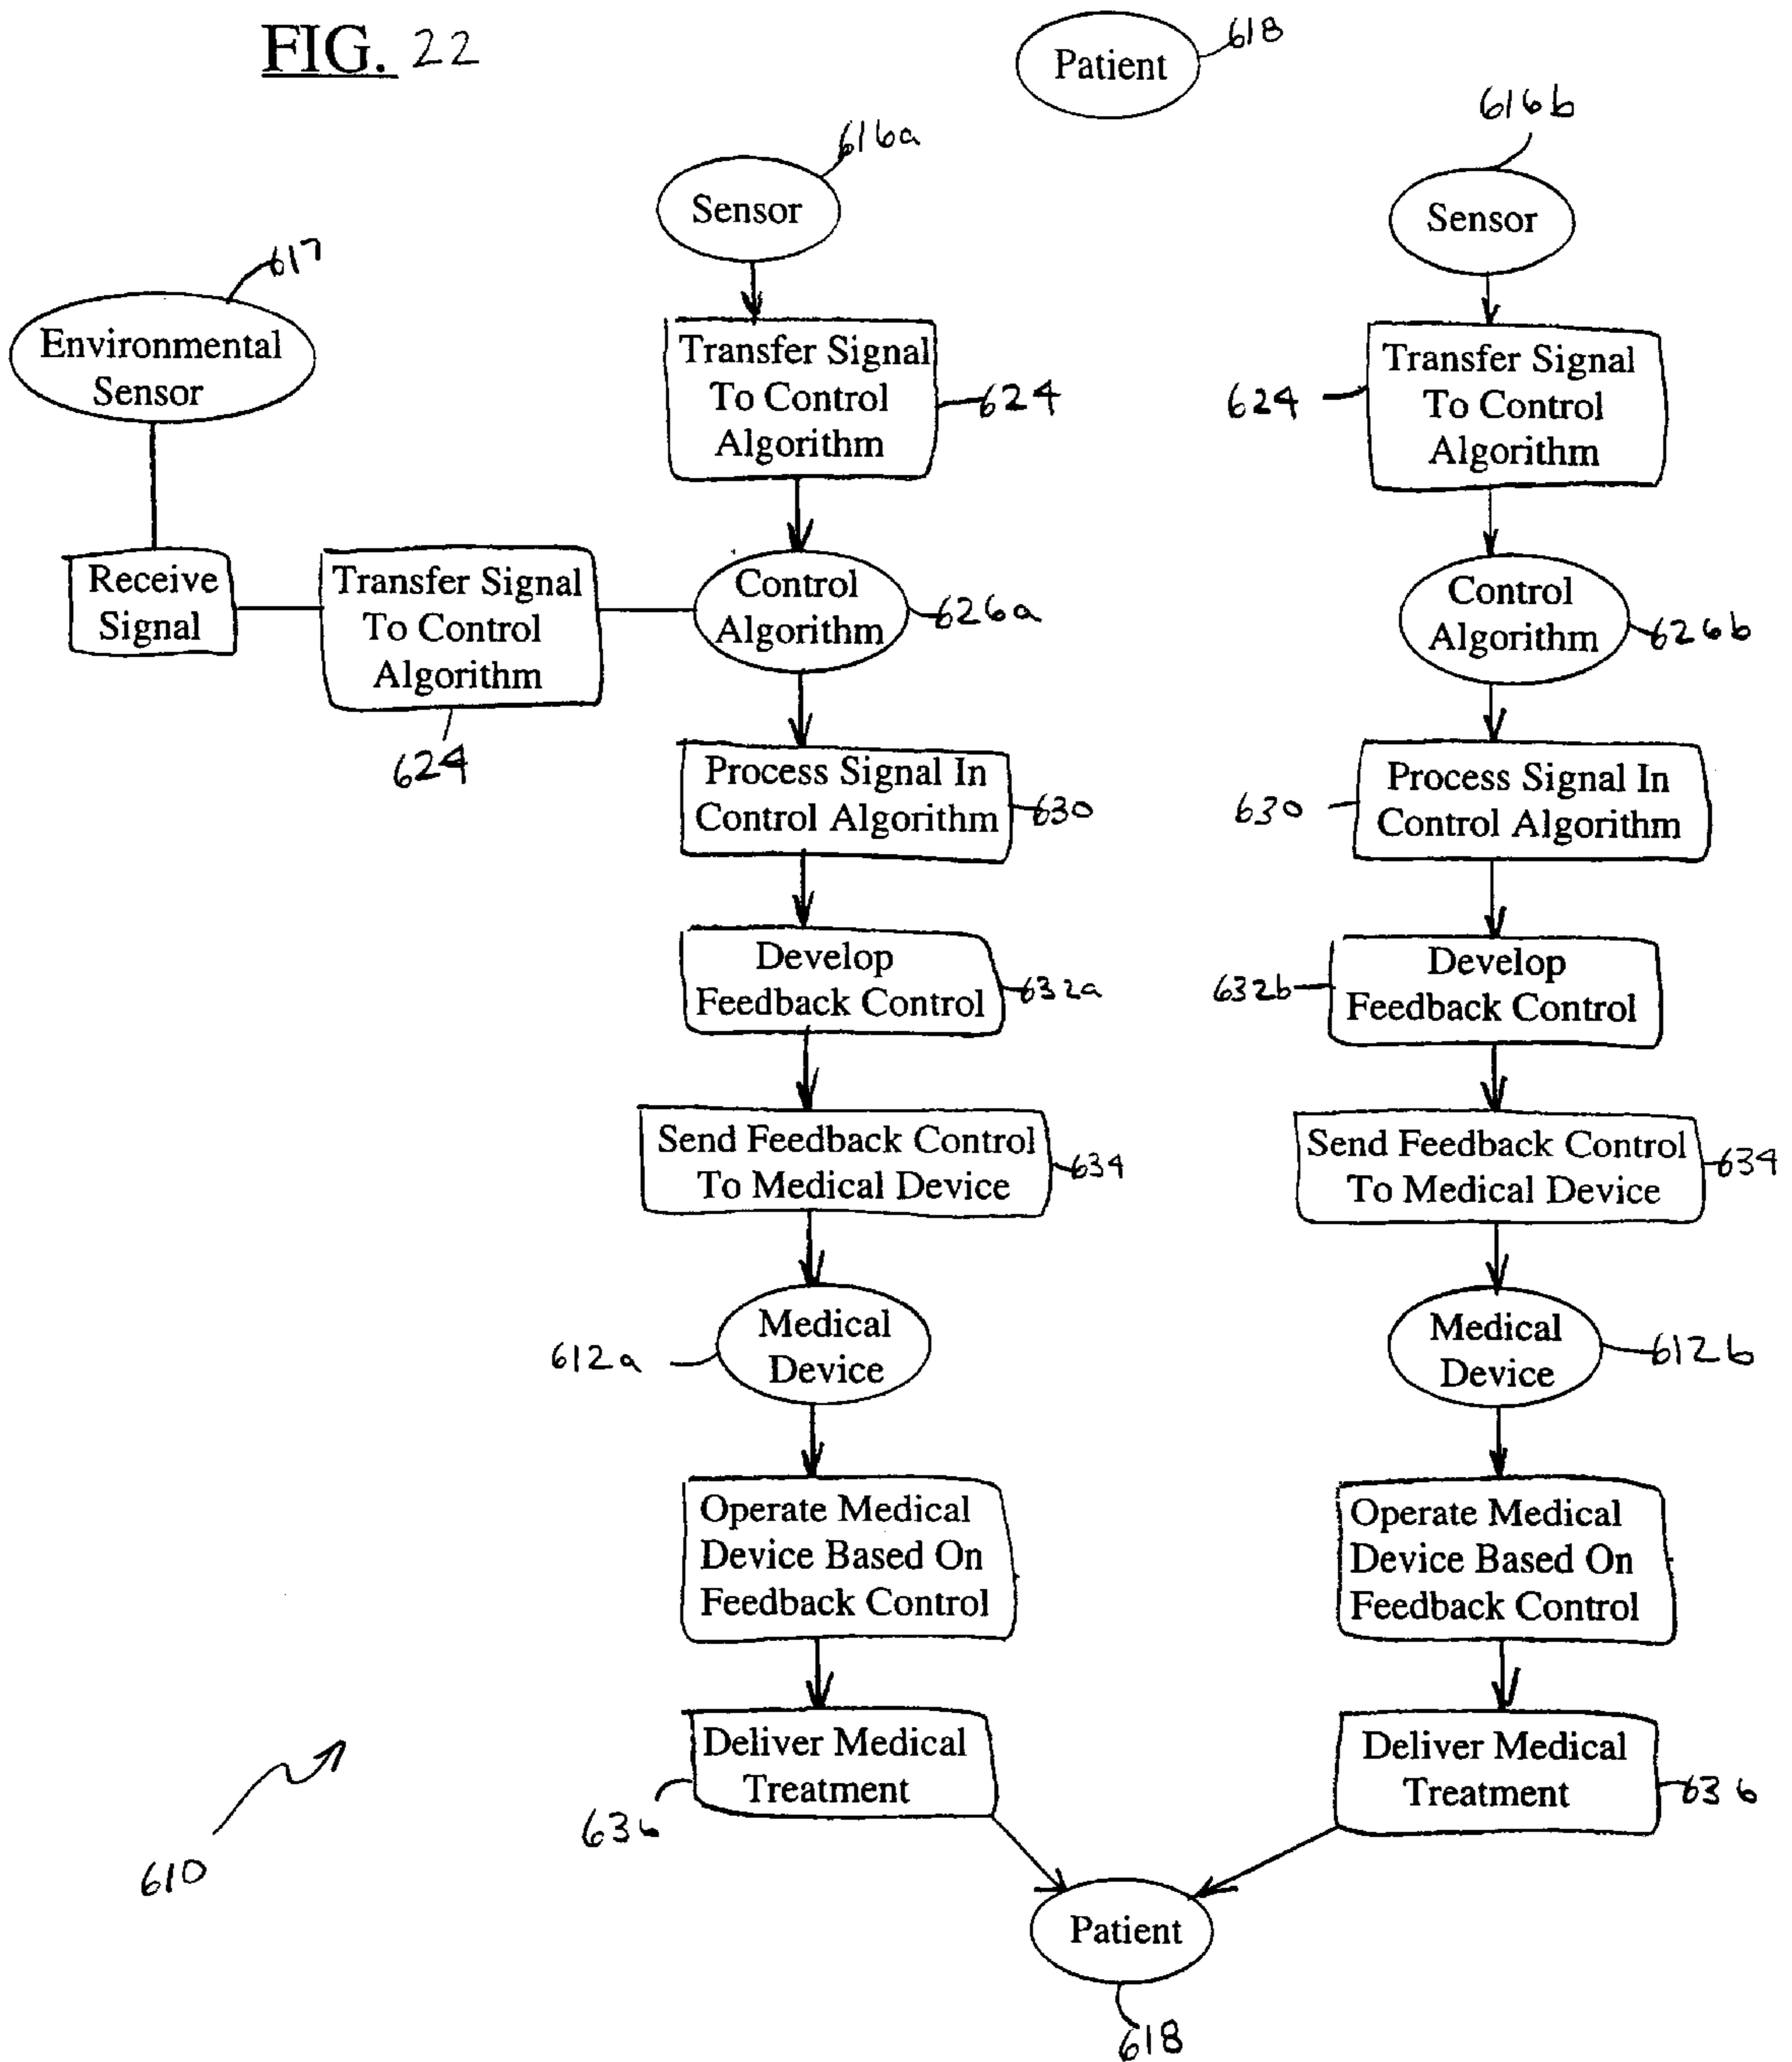 FIG. 22
Patient
618
616a
616b
Sensor
Sensor
617
Environmental
Sensor
Transfer Signal
To Control
Algorithm
624
624
Transfer Signal
To Control
Algorithm
Receive
Signal
Transfer Signal
To Control
Algorithm
624
Control
Algorithm
626a
Control
Algorithm
626b
Process Signal In
Control Algorithm
630
630
Process Signal In
Control Algorithm
Develop
Feedback Control
632a
632b
Develop
Feedback Control
Send Feedback Control
To Medical Device
634
Send Feedback Control
To Medical Device
634
612a
Medical
Device
Medical
Device
612b
Operate Medical
Device Based On
Feedback Control
Operate Medical
Device Based On
Feedback Control
Deliver Medical
Treatment
636
Deliver Medical
Treatment
636
610
Patient
618